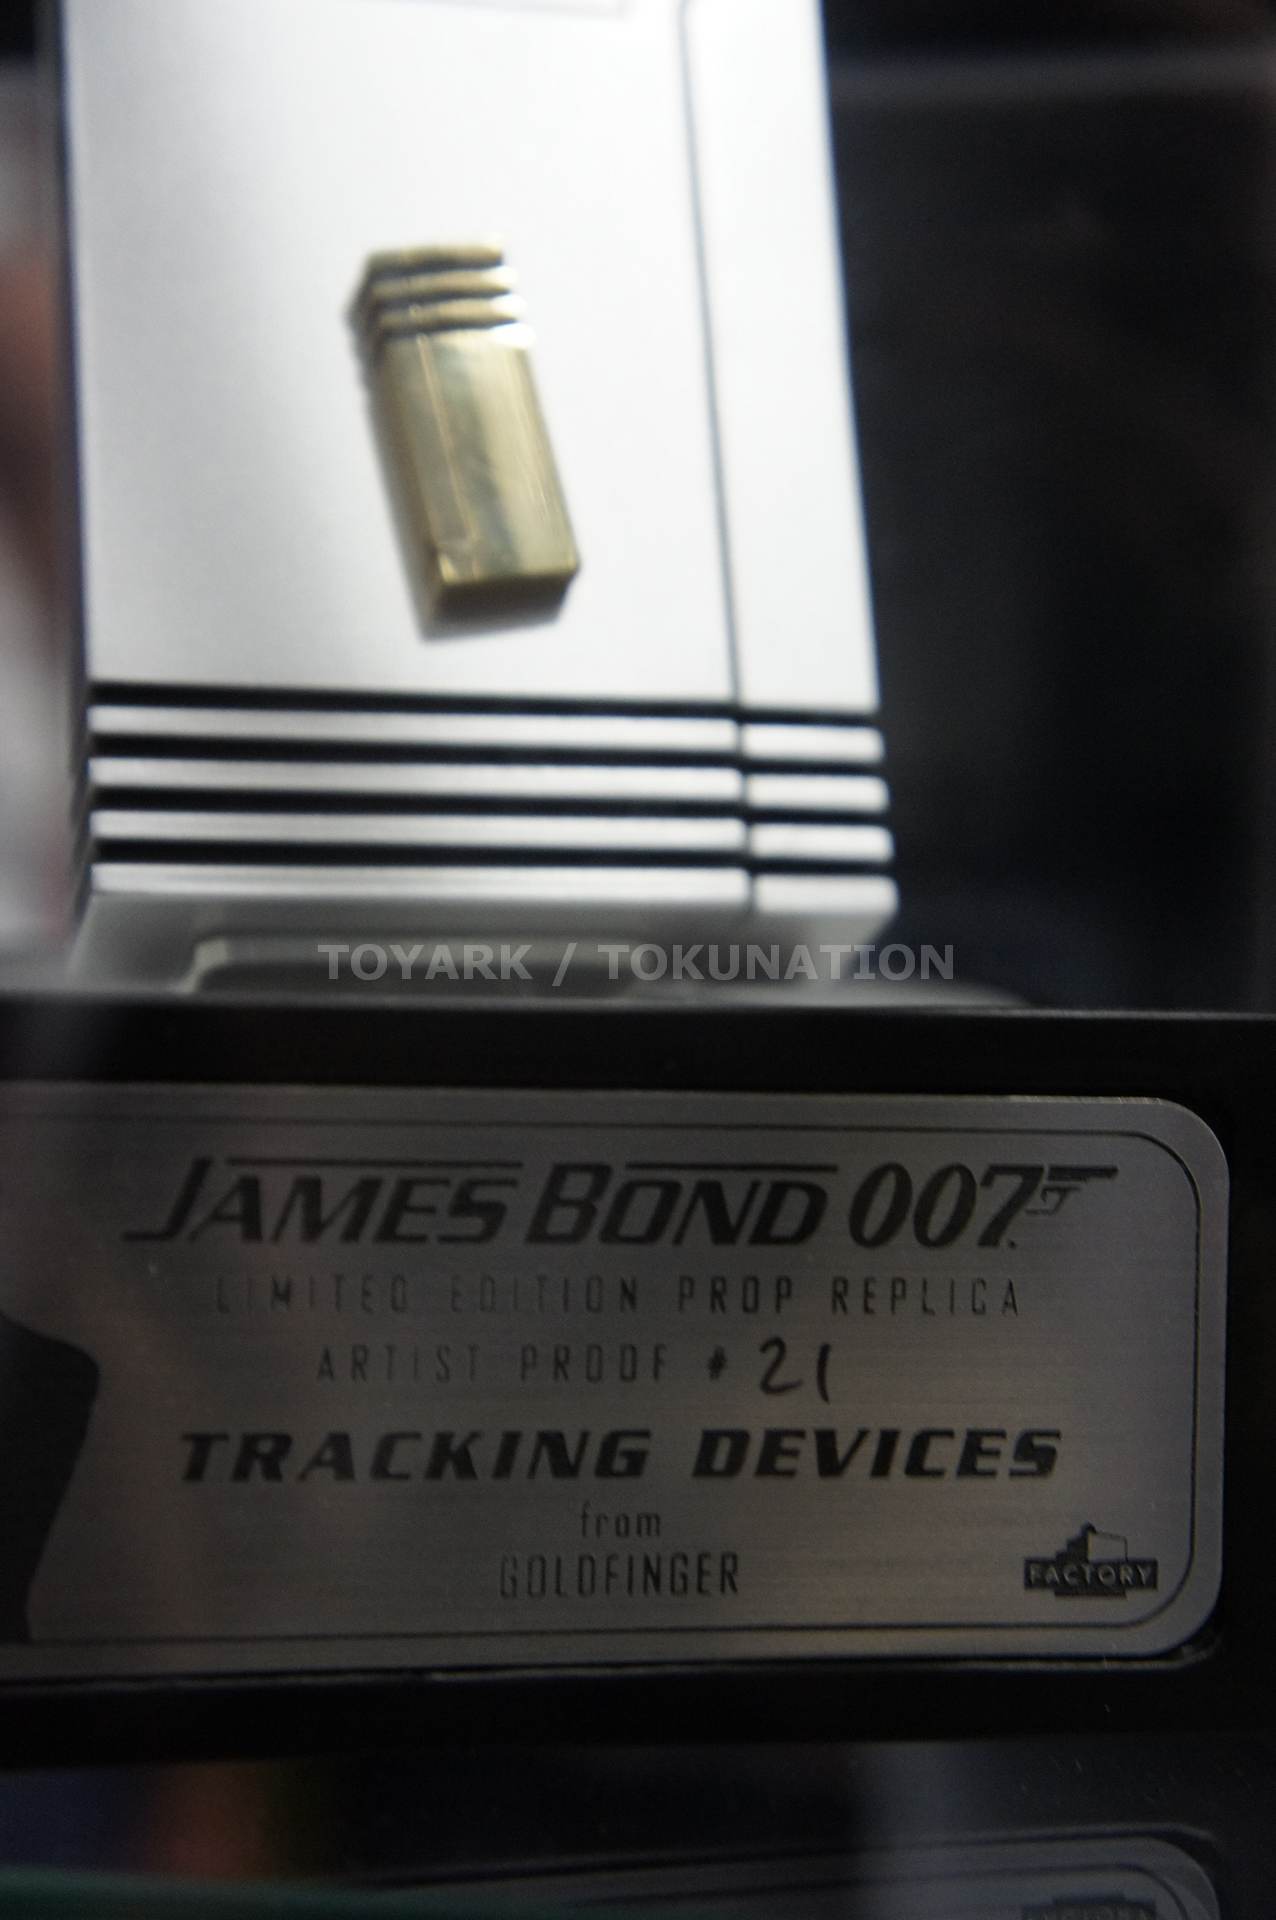 TOYARK / TOKUNATION
JAMES BOND 007
LIMITED EDITION PROP REPLICA
ARTIST PROOF # 21
TRACKING DEVICES
from
GOLDFINGER
FACTORY